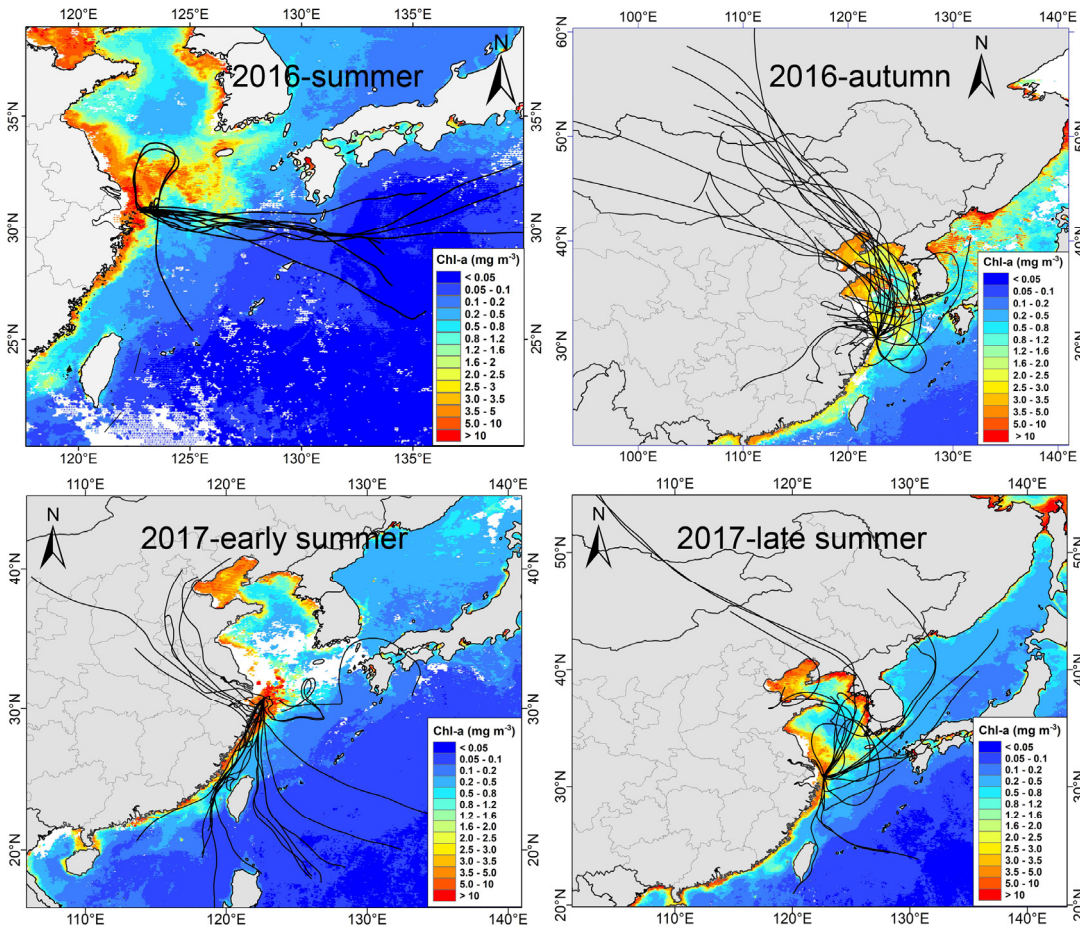 120°E 125°E 130°E 135°E
N
2016-summer
35°N
35°N
30°N
30°N
25°N
25°N
Chl-a (mg m⁻³)
< 0.05
0.05 - 0.1
0.1 - 0.2
0.2 - 0.5
0.5 - 0.8
0.8 - 1.2
1.2 - 1.6
1.6 - 2
2.0 - 2.5
2.5 - 3
3.0 - 3.5
3.5 - 5
5.0 - 10
> 10
120°E 125°E 130°E 135°E
100°E 110°E 120°E 130°E 140°E
N
2016-autumn
60°N
50°N
50°N
40°N
40°N
30°N
Chl-a (mg m⁻³)
< 0.05
0.05 - 0.1
0.1 - 0.2
0.2 - 0.5
0.5 - 0.8
0.8 - 1.2
1.2 - 1.6
1.6 - 2.0
2.0 - 2.5
2.5 - 3.0
3.0 - 3.5
3.5 - 5.0
5.0 - 10
> 10
100°E 110°E 120°E 130°E 140°E
110°E 120°E 130°E 140°E
N
2017-early summer
40°N
40°N
30°N
30°N
20°N
20°N
Chl-a (mg m⁻³)
< 0.05
0.05 - 0.1
0.1 - 0.2
0.2 - 0.5
0.5 - 0.8
0.8 - 1.2
1.2 - 1.6
1.6 - 2.0
2.0 - 2.5
2.5 - 3.0
3.0 - 3.5
5.0 - 10
> 10
110°E 120°E 130°E 140°E
110°E 120°E 130°E 140°E
N
2017-late summer
50°N
50°N
40°N
40°N
30°N
30°N
20°N
20°N
Chl-a (mg m⁻³)
< 0.05
0.05 - 0.1
0.1 - 0.2
0.2 - 0.5
0.5 - 0.8
0.8 - 1.2
1.2 - 1.6
1.6 - 2.0
2.0 - 2.5
2.5 - 3.0
3.0 - 3.5
5.0 - 10
> 10
110°E 120°E 130°E 140°E